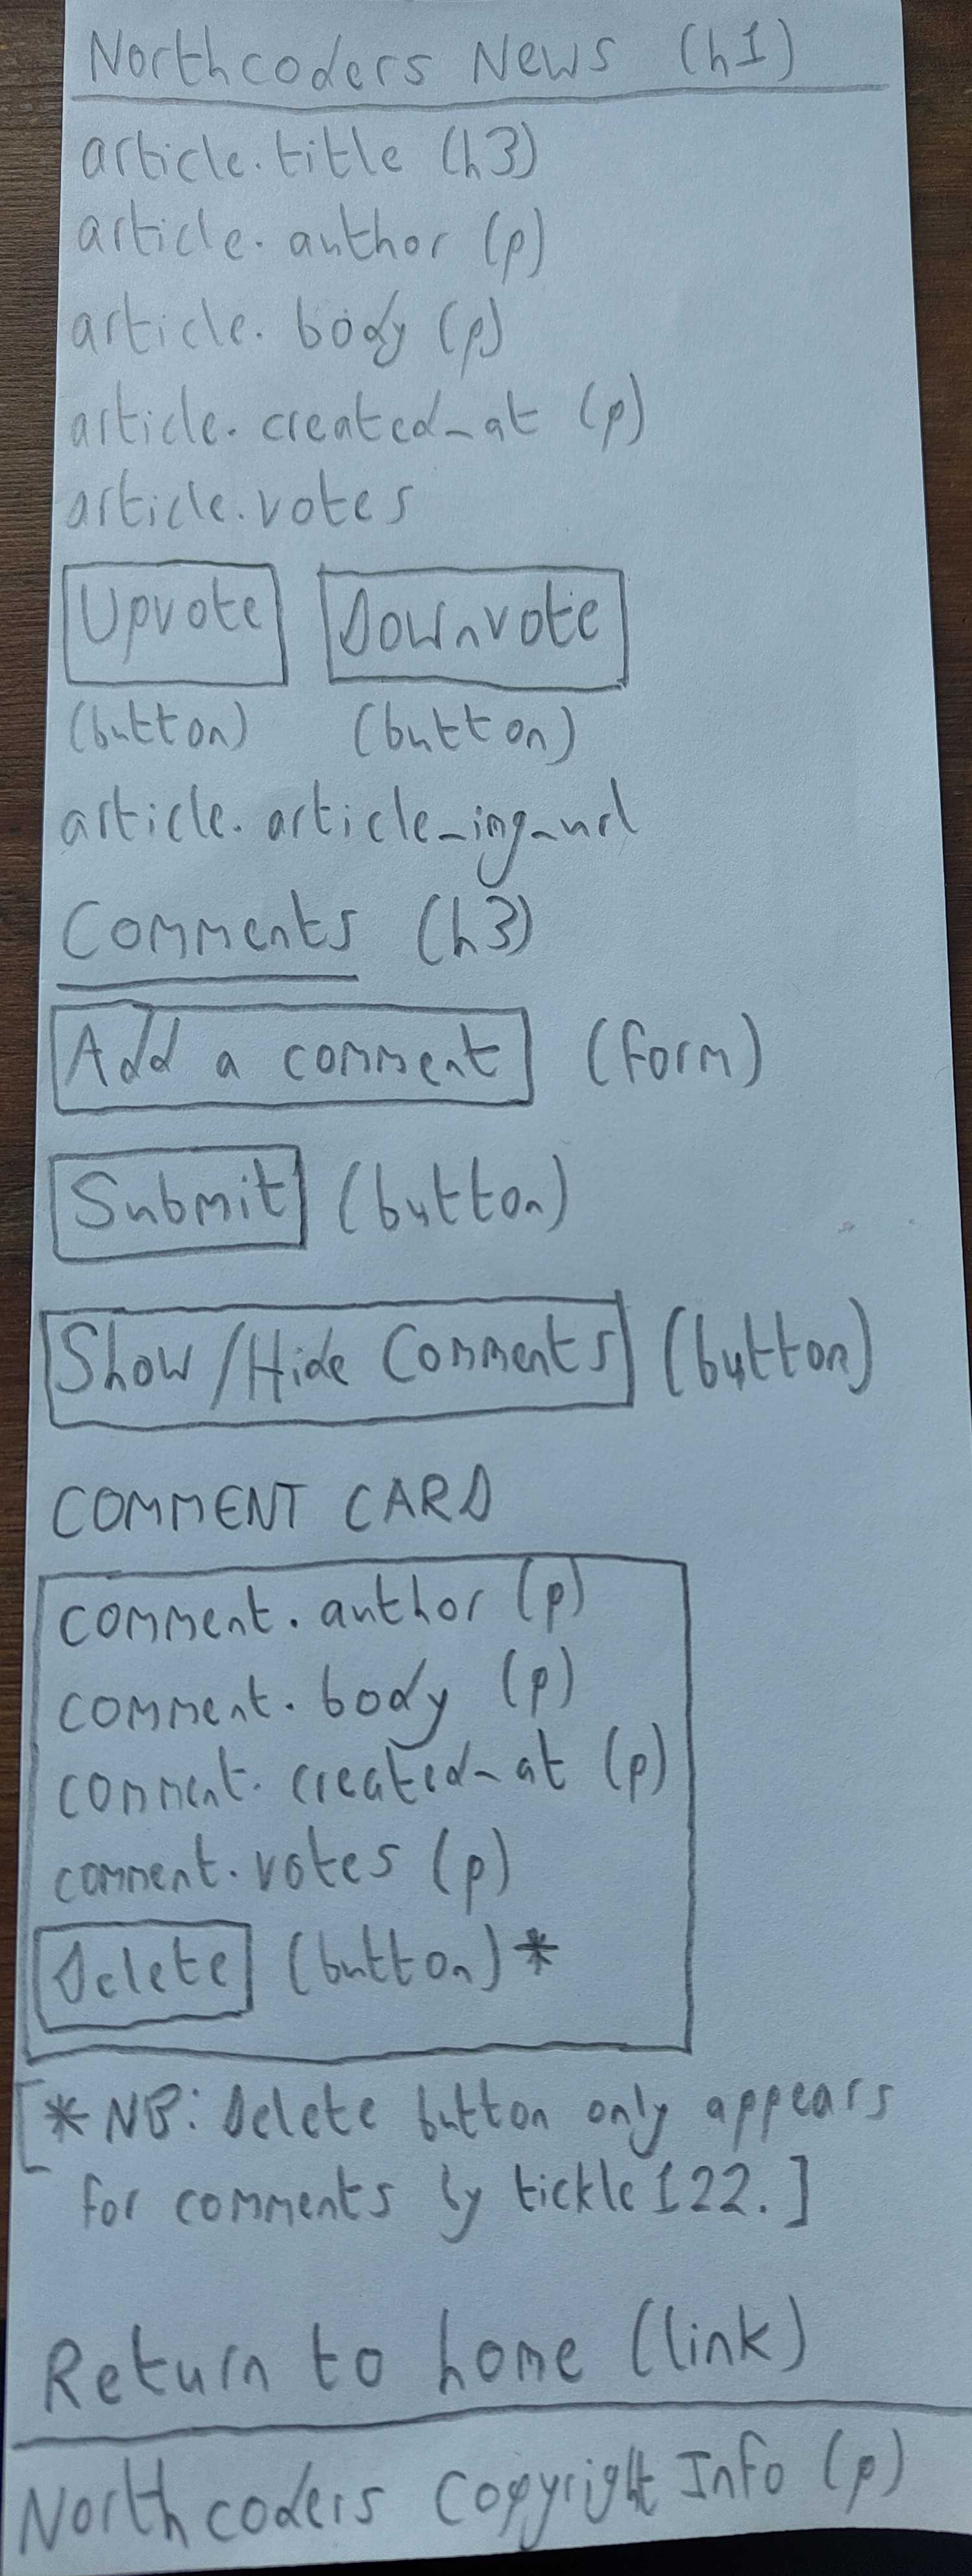 Northcoders News (h1)
article.title (h3)
article.author (p)
article.body (p)
article.created_at (p)
article.votes
Upvote Downvote
(button) (button)
article.article_img_url
Comments (h3)
Add a comment (form)
Submit (button)
Show/Hide Comments (button)
COMMENT CARD
comment.author (p)
comment.body (p)
comment.created_at (p)
comment.votes (p)
Delete (button)*
[*NB: Delete button only appears
for comments by tickle122.]
Return to home (link)
Northcoders Copyright Info (p)